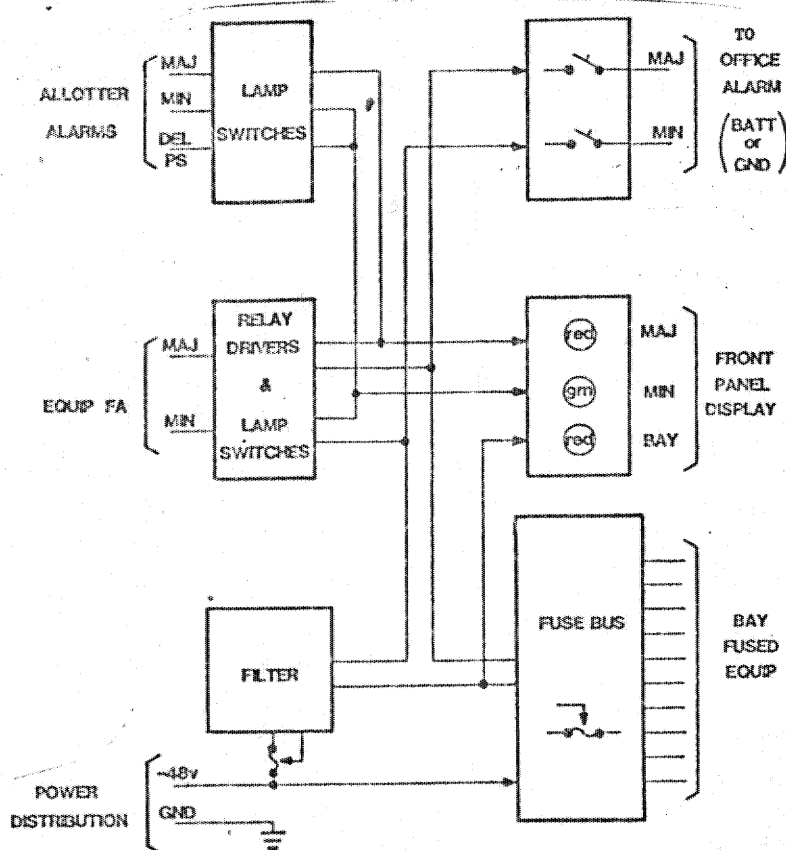 ALLOTTER
ALARMS
MAJ
MIN
DEL
PS
LAMP
SWITCHES
MAJ
MIN
TO
OFFICE
ALARM
(BATT
or
GND)
EQUIP FA
MAJ
MIN
RELAY
DRIVERS
&
LAMP
SWITCHES
red
grn
red
MAJ
MIN
BAY
FRONT
PANEL
DISPLAY
FILTER
FUSE BUS
BAY
FUSED
EQUIP
POWER
DISTRIBUTION
-48v
GND